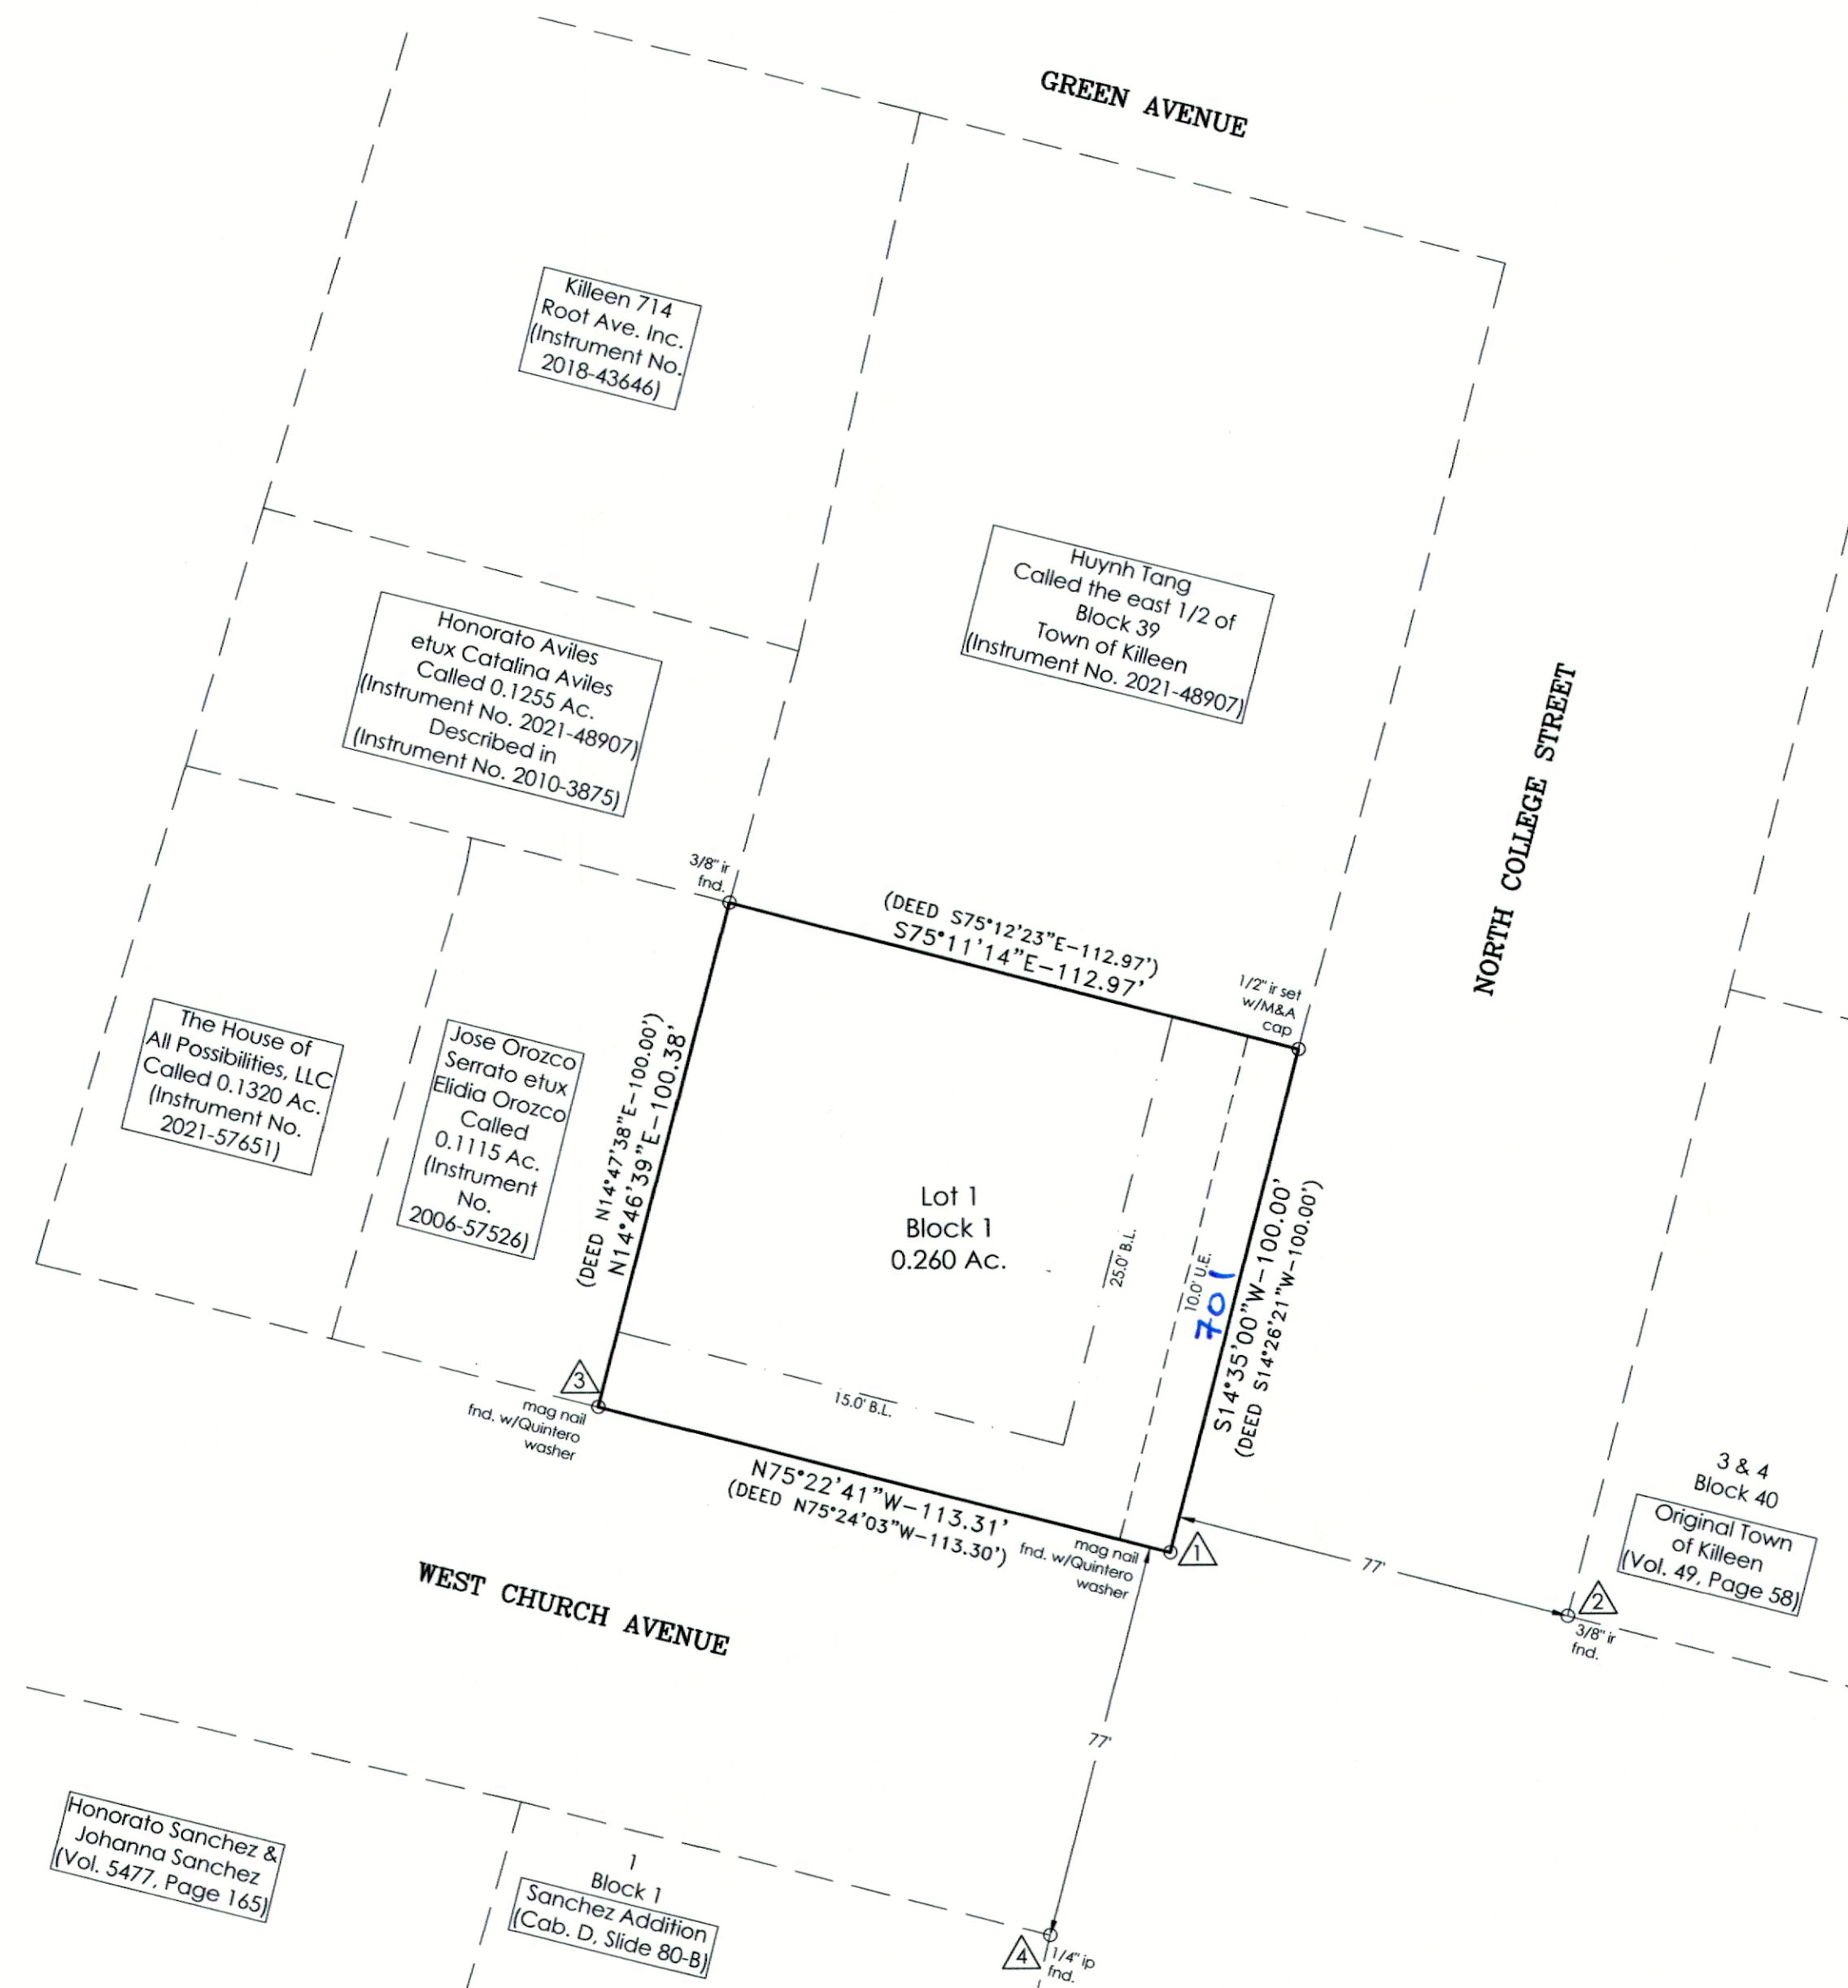 GREEN AVENUE
Killeen 714
Root Ave. Inc.
(Instrument No.
2018-43646)
Huynh Tang
Called the east 1/2 of
Block 39
Town of Killeen
(Instrument No. 2021-48907)
Honorato Aviles
etux Catalina Aviles
Called 0.1255 Ac.
(Instrument No. 2021-48907)
Described in
(Instrument No. 2010-3875)
NORTH COLLEGE STREET
3/8" ir
fnd.
(DEED S75°12'23"E-112.97')
S75°11'14"E-112.97'
1/2" ir set
w/M&A
cap
The House of
All Possibilities, LLC
Called 0.1320 Ac.
(Instrument No.
2021-57651)
Jose Orozco
Serrato etux
Elidia Orozco
Called
0.1115 Ac.
(Instrument
No.
2006-57526)
(DEED N14°47'38"E-100.00')
N14°46'39"E-100.38'
Lot 1
Block 1
0.260 Ac.
25.0' B.L.
10.0' U.E.
701
S14°35'00"W-100.00'
(DEED S14°26'21"W-100.00')
3
mag nail
fnd. w/Quintero
washer
15.0' B.L.
N75°22'41"W-113.31'
(DEED N75°24'03"W-113.30')
mag nail
fnd. w/Quintero
washer
1
77'
2
3/8" ir
fnd.
3 & 4
Block 40
Original Town
of Killeen
(Vol. 49, Page 58)
WEST CHURCH AVENUE
77'
Honorato Sanchez &
Johanna Sanchez
(Vol. 5477, Page 165)
1
Block 1
Sanchez Addition
(Cab. D, Slide 80-B)
4
1/4" ip
fnd.